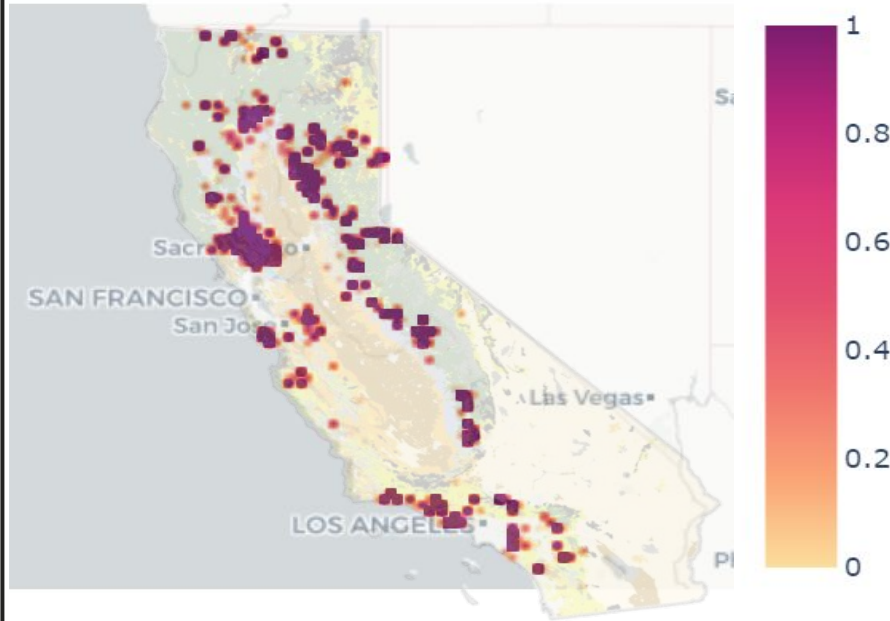 1
Sa
0.8
Sacr o
0.6
SAN FRANCISCO
San Jose
0.4
Las Vegas
0.2
LOS ANGELES
Pl
0